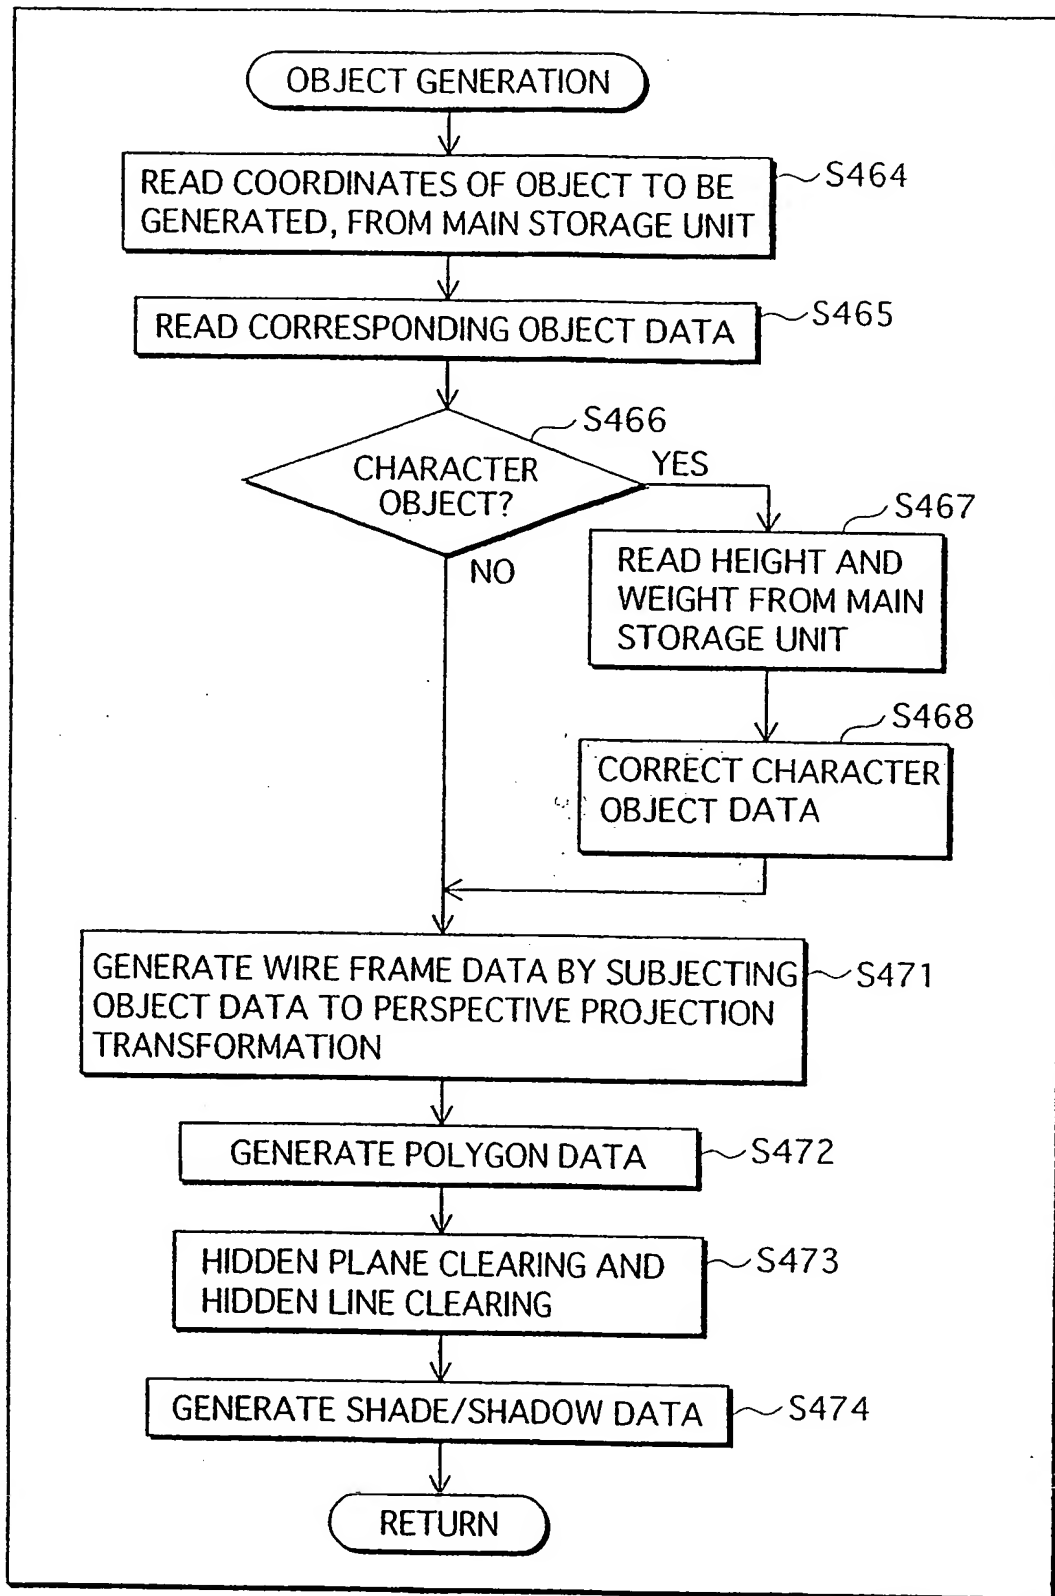 OBJECT GENERATION
READ COORDINATES OF OBJECT TO BE
GENERATED, FROM MAIN STORAGE UNIT
S464
READ CORRESPONDING OBJECT DATA
S465
S466
CHARACTER
OBJECT?
YES
NO
S467
READ HEIGHT AND
WEIGHT FROM MAIN
STORAGE UNIT
S468
CORRECT CHARACTER
OBJECT DATA
GENERATE WIRE FRAME DATA BY SUBJECTING
OBJECT DATA TO PERSPECTIVE PROJECTION
TRANSFORMATION
S471
GENERATE POLYGON DATA
S472
HIDDEN PLANE CLEARING AND
HIDDEN LINE CLEARING
S473
GENERATE SHADE/SHADOW DATA
S474
RETURN